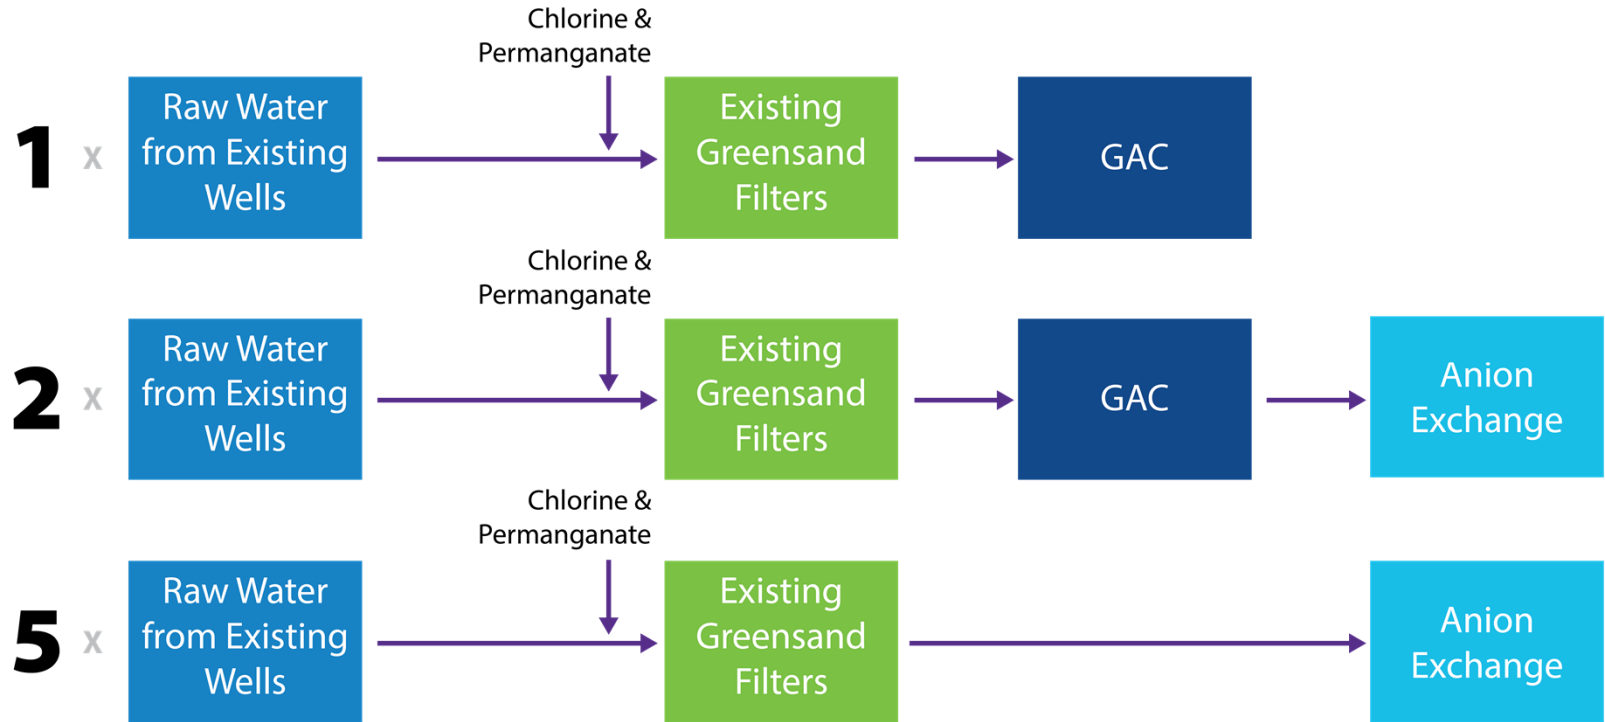 Chlorine &
Permanganate
1 x
Raw Water
from Existing
Wells
Existing
Greensand
Filters
GAC
Chlorine &
Permanganate
2 x
Raw Water
from Existing
Wells
Existing
Greensand
Filters
GAC
Anion
Exchange
Chlorine &
Permanganate
5 x
Raw Water
from Existing
Wells
Existing
Greensand
Filters
Anion
Exchange